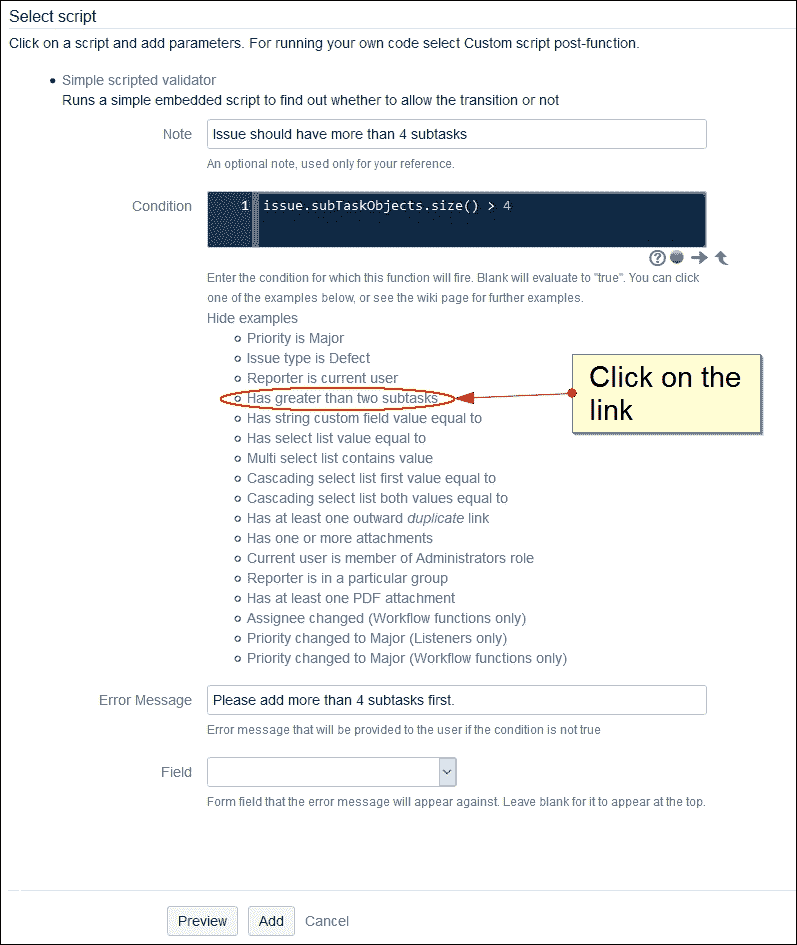 Select script
Click on a script and add parameters. For running your own code select Custom script post-function.
Simple scripted validator
Runs a simple embedded script to find out whether to allow the transition or not
Note
Issue should have more than 4 subtasks
An optional note, used only for your reference.
Condition
1 issue.subTaskObjects.size() > 4
Enter the condition for which this function will fire. Blank will evaluate to "true". You can click
one of the examples below, or see the wiki page for further examples.
Hide examples
Priority is Major
Issue type is Defect
Reporter is current user
Has greater than two subtasks
Click on the
link
Has string custom field value equal to
Has select list value equal to
Multi select list contains value
Cascading select list first value equal to
Cascading select list both values equal to
Has at least one outward duplicate link
Has one or more attachments
Current user is member of Administrators role
Reporter is in a particular group
Has at least one PDF attachment
Assignee changed (Workflow functions only)
Priority changed to Major (Listeners only)
Priority changed to Major (Workflow functions only)
Error Message
Please add more than 4 subtasks first.
Error message that will be provided to the user if the condition is not true
Field
Form field that the error message will appear against. Leave blank for it to appear at the top.
Preview Add Cancel